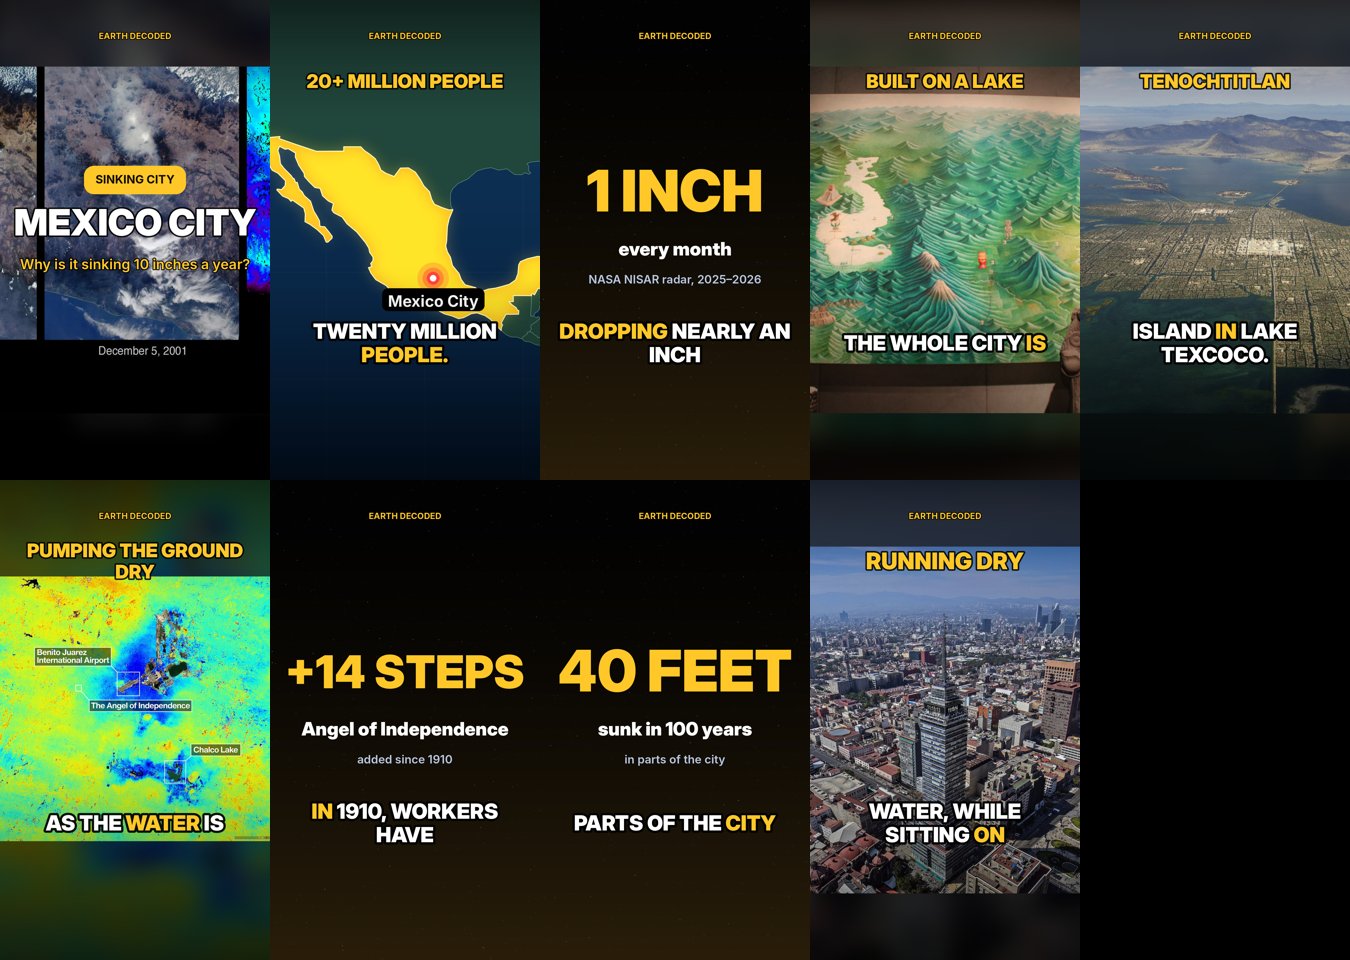 EARTH DECODED
SINKING CITY
MEXICO CITY
Why is it sinking 10 inches a year?
December 5, 2001
EARTH DECODED
20+ MILLION PEOPLE
Mexico City
TWENTY MILLION
PEOPLE.
EARTH DECODED
1 INCH
every month
NASA NISAR radar, 2025–2026
DROPPING NEARLY AN
INCH
EARTH DECODED
BUILT ON A LAKE
THE WHOLE CITY IS
EARTH DECODED
TENOCHTITLAN
ISLAND IN LAKE
TEXCOCO.
EARTH DECODED
PUMPING THE GROUND
DRY
Benito Juarez
International Airport
The Angel of Independence
Chalco Lake
AS THE WATER IS
EARTH DECODED
+14 STEPS
Angel of Independence
added since 1910
IN 1910, WORKERS
HAVE
EARTH DECODED
40 FEET
sunk in 100 years
in parts of the city
PARTS OF THE CITY
EARTH DECODED
RUNNING DRY
WATER, WHILE
SITTING ON